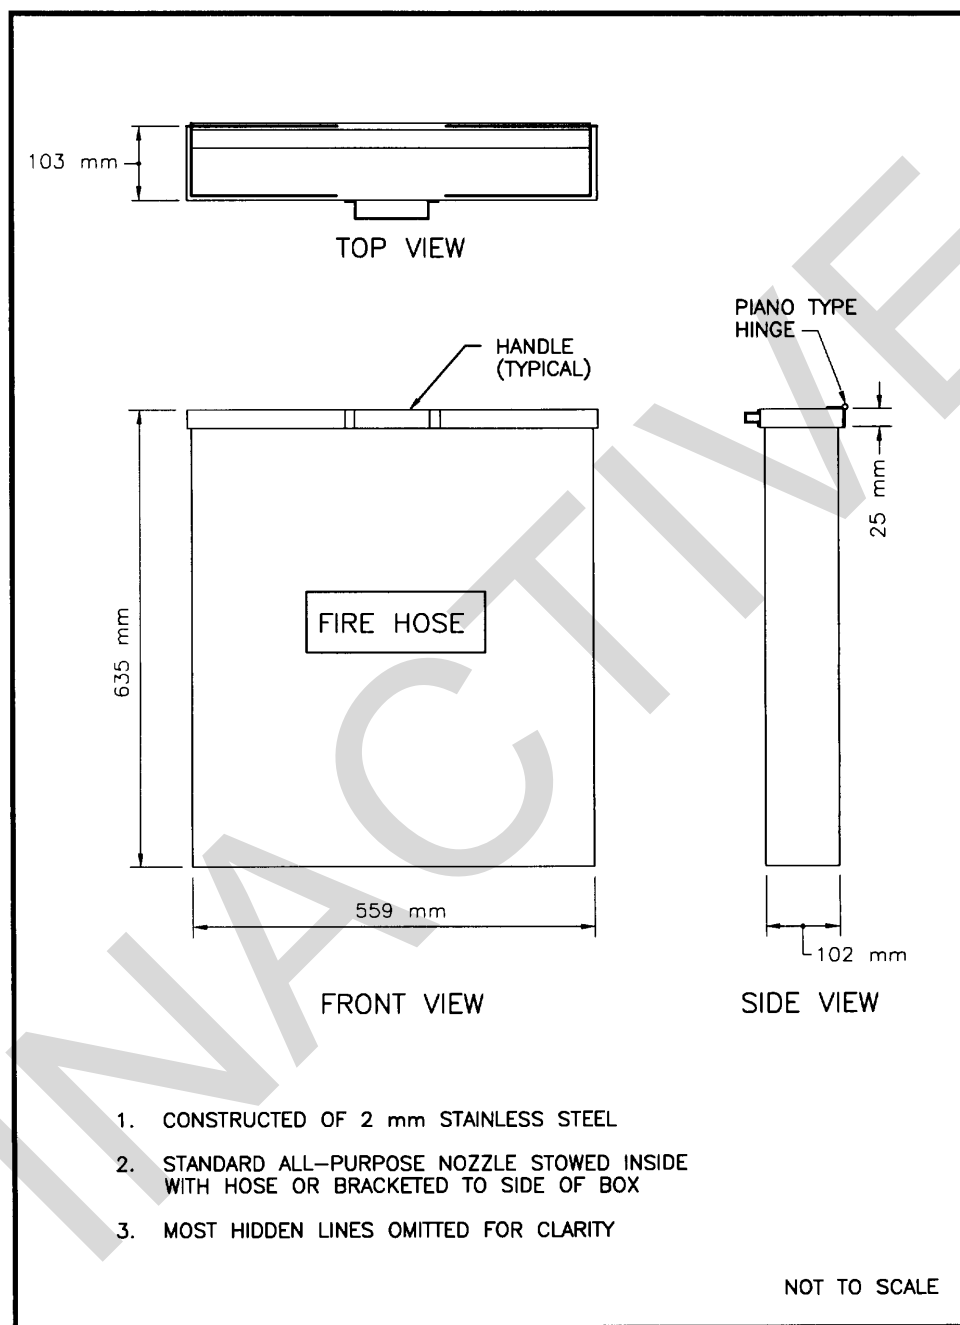 103 mm
TOP VIEW
PIANO TYPE
HINGE
HANDLE
(TYPICAL)
25 mm
635 mm
FIRE HOSE
559 mm
102 mm
FRONT VIEW
SIDE VIEW
1. CONSTRUCTED OF 2 mm STAINLESS STEEL
2. STANDARD ALL-PURPOSE NOZZLE STOWED INSIDE
WITH HOSE OR BRACKETED TO SIDE OF BOX
3. MOST HIDDEN LINES OMITTED FOR CLARITY
NOT TO SCALE
INACTIVE